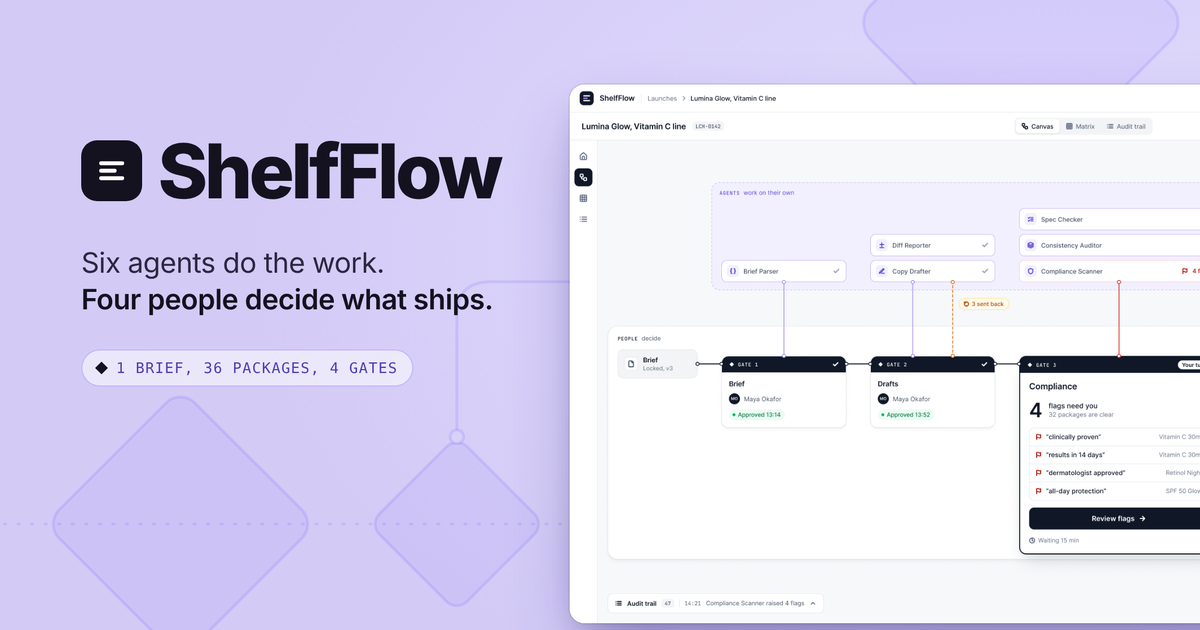 ShelfFlow
Six agents do the work.
Four people decide what ships.
1 BRIEF, 36 PACKAGES, 4 GATES
ShelfFlow
Launches
Lumina Glow, Vitamin C line
Lumina Glow, Vitamin C line
LCH-0142
Canvas
Matrix
Audit trail
AGENTS work on their own
Spec Checker
Diff Reporter
Consistency Auditor
Brief Parser
Copy Drafter
Compliance Scanner
4
3 sent back
PEOPLE decide
Brief
Locked, v3
GATE 1
Brief
MO Maya Okafor
Approved 13:14
GATE 2
Drafts
MO Maya Okafor
Approved 13:52
GATE 3
Your
Compliance
4 flags need you
32 packages are clear
"clinically proven" Vitamin C
"results in 14 days" Vitamin C
"dermatologist approved" Retinol
"all-day protection" SPF 50
Review flags
Waiting 15 min
Audit trail 47 14:21 Compliance Scanner raised 4 flags